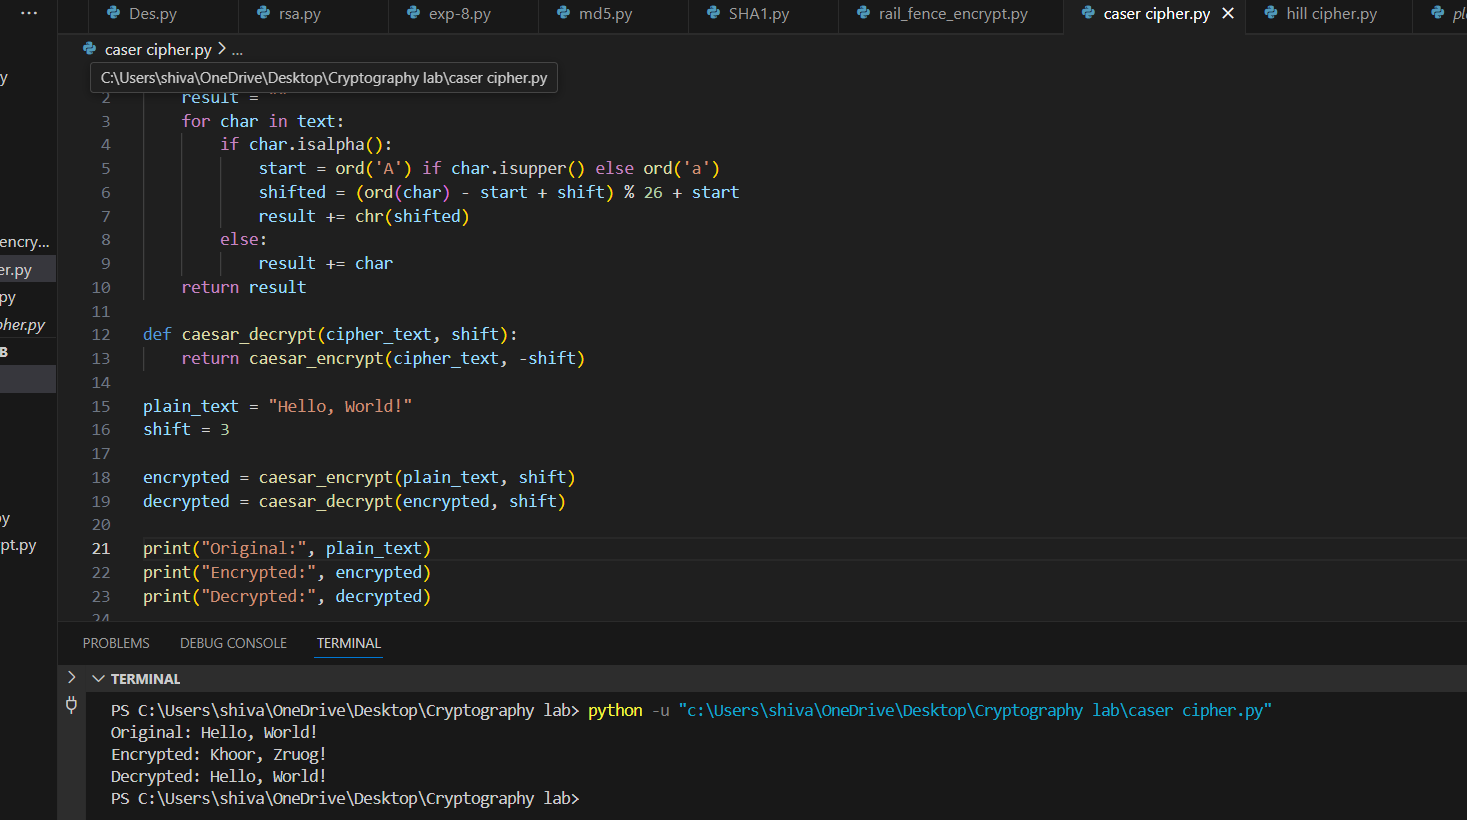 Des.py rsa.py exp-8.py md5.py SHA1.py rail_fence_encrypt.py caser cipher.py hill cipher.py
y
caser cipher.py > ...
C:\Users\shiva\OneDrive\Desktop\Cryptography lab\caser cipher.py
2 result = ""
3 for char in text:
4 if char.isalpha():
5 start = ord('A') if char.isupper() else ord('a')
6 shifted = (ord(char) - start + shift) % 26 + start
7 result += chr(shifted)
8 else:
9 result += char
10 return result
11
12 def caesar_decrypt(cipher_text, shift):
13 return caesar_encrypt(cipher_text, -shift)
14
15 plain_text = "Hello, World!"
16 shift = 3
17
18 encrypted = caesar_encrypt(plain_text, shift)
19 decrypted = caesar_decrypt(encrypted, shift)
20
21 print("Original:", plain_text)
22 print("Encrypted:", encrypted)
23 print("Decrypted:", decrypted)
24
encry...
er.py
py
pher.py
B
py
pt.py
PROBLEMS DEBUG CONSOLE TERMINAL
TERMINAL
PS C:\Users\shiva\OneDrive\Desktop\Cryptography lab> python -u "c:\Users\shiva\OneDrive\Desktop\Cryptography lab\caser cipher.py"
Original: Hello, World!
Encrypted: Khoor, Zruog!
Decrypted: Hello, World!
PS C:\Users\shiva\OneDrive\Desktop\Cryptography lab>